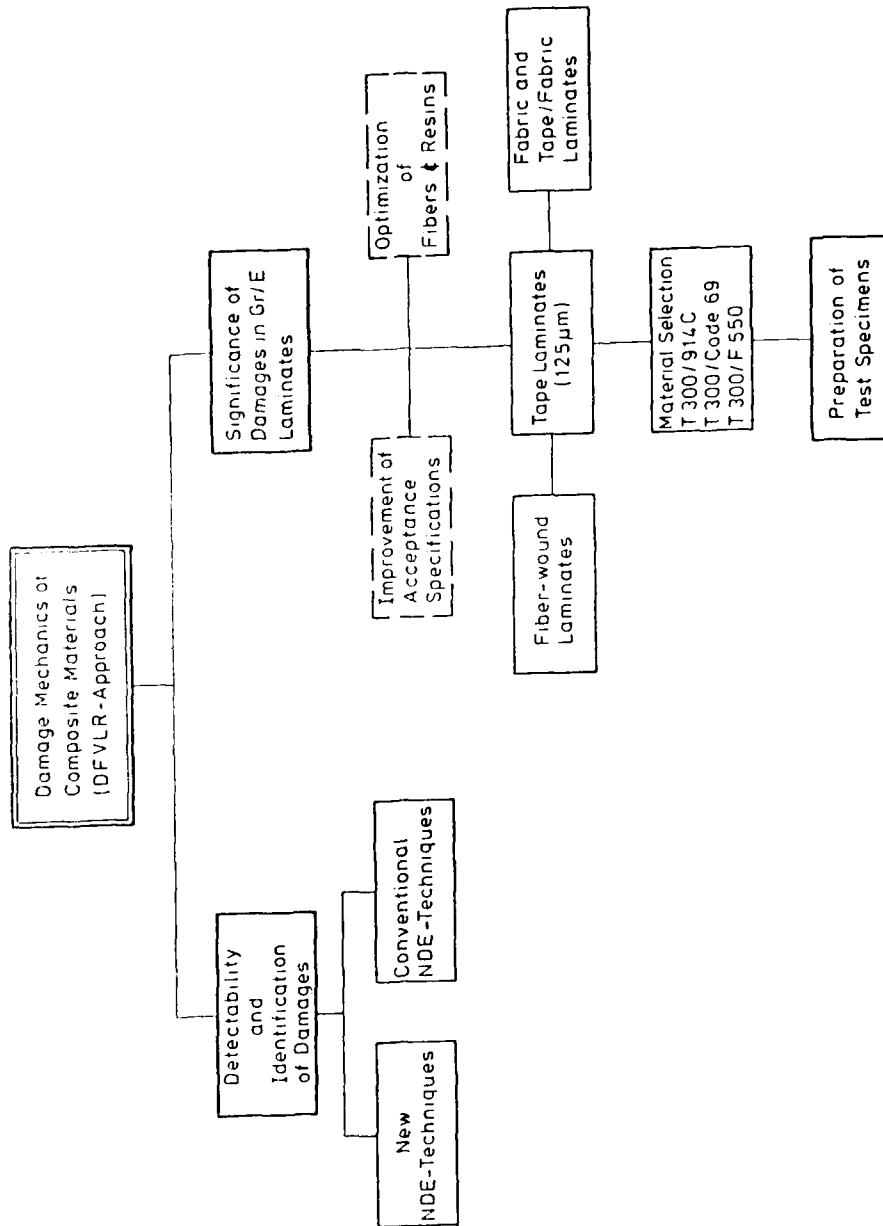 Damage Mechanics of
Composite Materials
(DFVLR-Approach)
Detectability
and
Identification
of Damages
Significance of
Damages in Gr/E
Laminates
New
NDE-Techniques
Conventional
NDE-Techniques
Improvement of
Acceptance
Specifications
Optimization
of
Fibers & Resins
Fiber-wound
Laminates
Tape Laminates
(125µm)
Fabric and
Tape/Fabric
Laminates
Material Selection
T 300/914C
T 300/Code 69
T 300/F 550
Preparation of
Test Specimens